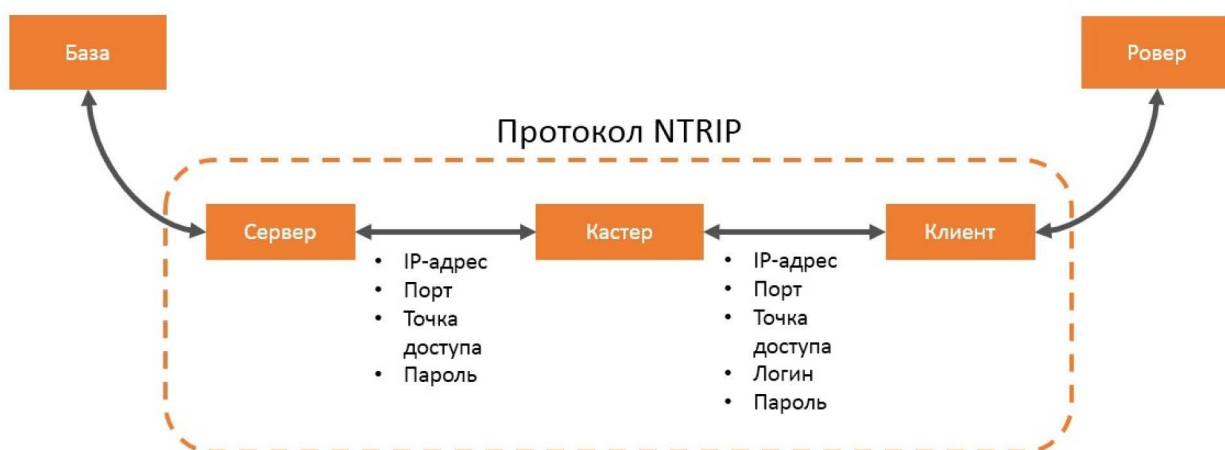 База
Ровер
Протокол NTRIP
Сервер
Кастер
Клиент
• IP-адрес
• Порт
• Точка
доступа
• Пароль
• IP-адрес
• Порт
• Точка
доступа
• Логин
• Пароль